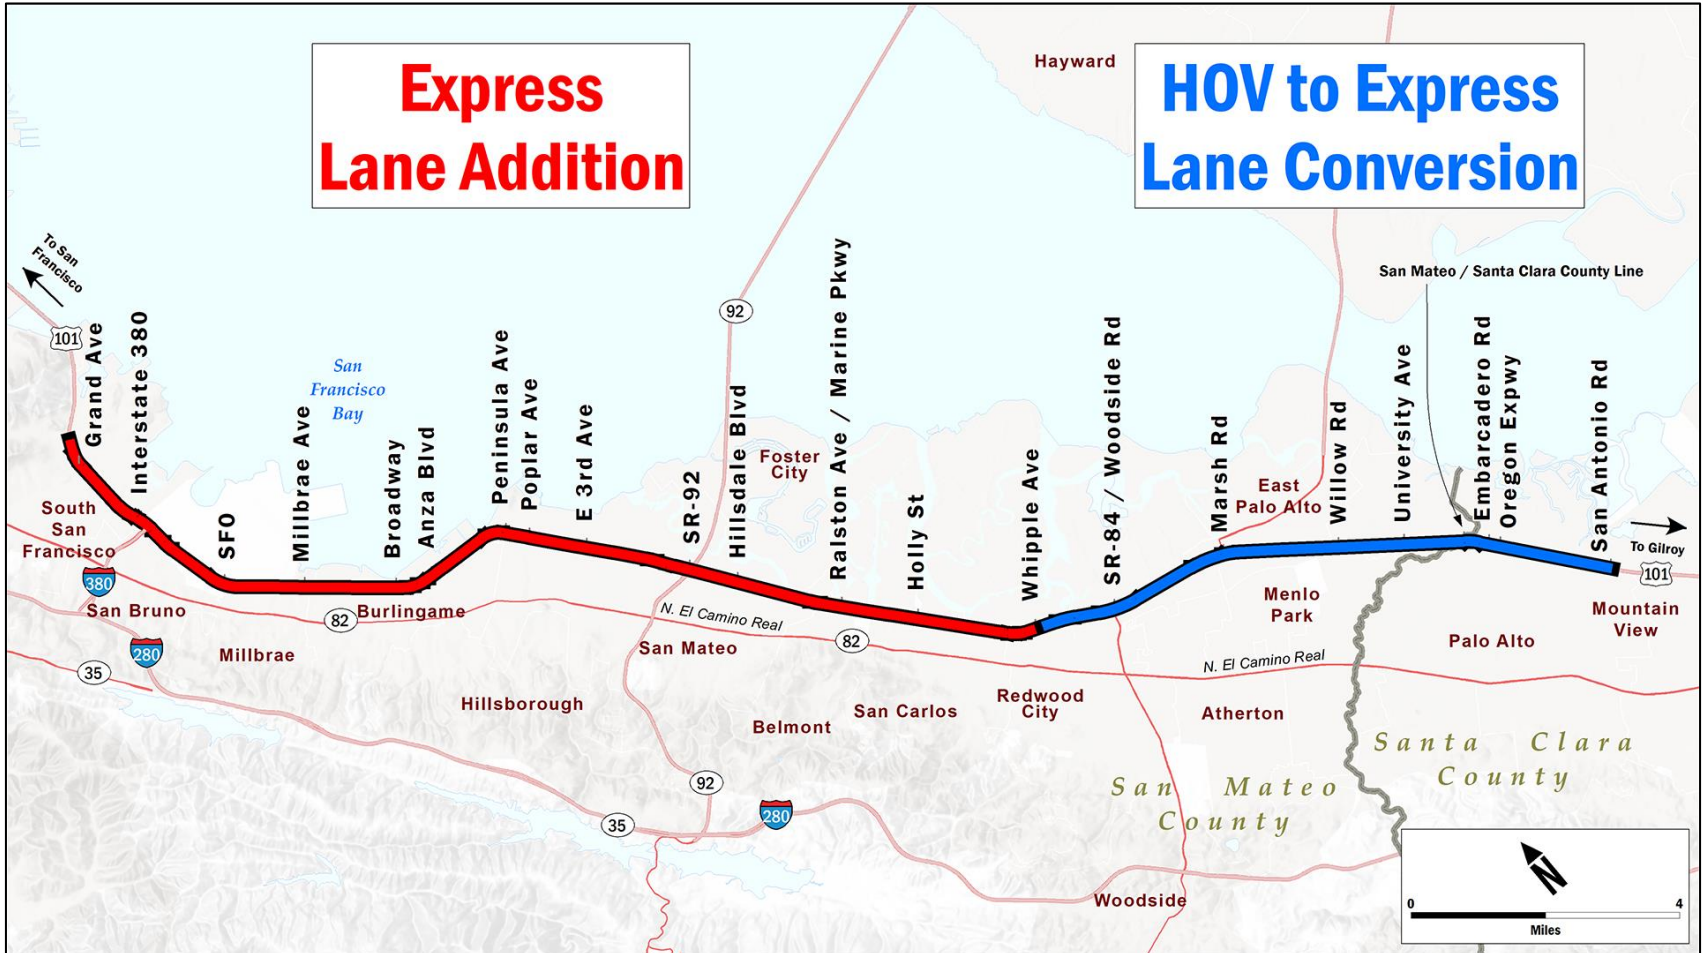 Express
Lane Addition
HOV to Express
Lane Conversion
Hayward
To San
Francisco
101
Grand Ave
Interstate 380
SFO
Millbrae Ave
Broadway
Anza Blvd
Peninsula Ave
Poplar Ave
E 3rd Ave
SR-92
Hillsdale Blvd
Ralston Ave / Marine Pkwy
Holly St
Whipple Ave
SR-84 / Woodside Rd
Marsh Rd
Willow Rd
University Ave
Embarcadero Rd
Oregon Expwy
San Antonio Rd
San Mateo / Santa Clara County Line
San
Francisco
Bay
92
Foster
City
East
Palo Alto
South
San
Francisco
380
San Bruno
82
Burlingame
N. El Camino Real
82
To Gilroy
101
Menlo
Park
Mountain
View
280
Millbrae
35
San Mateo
Palo Alto
N. El Camino Real
Hillsborough
Belmont
San Carlos
Redwood
City
Atherton
Santa Clara
County
San Mateo
County
92
280
35
Woodside
N
0
4
Miles